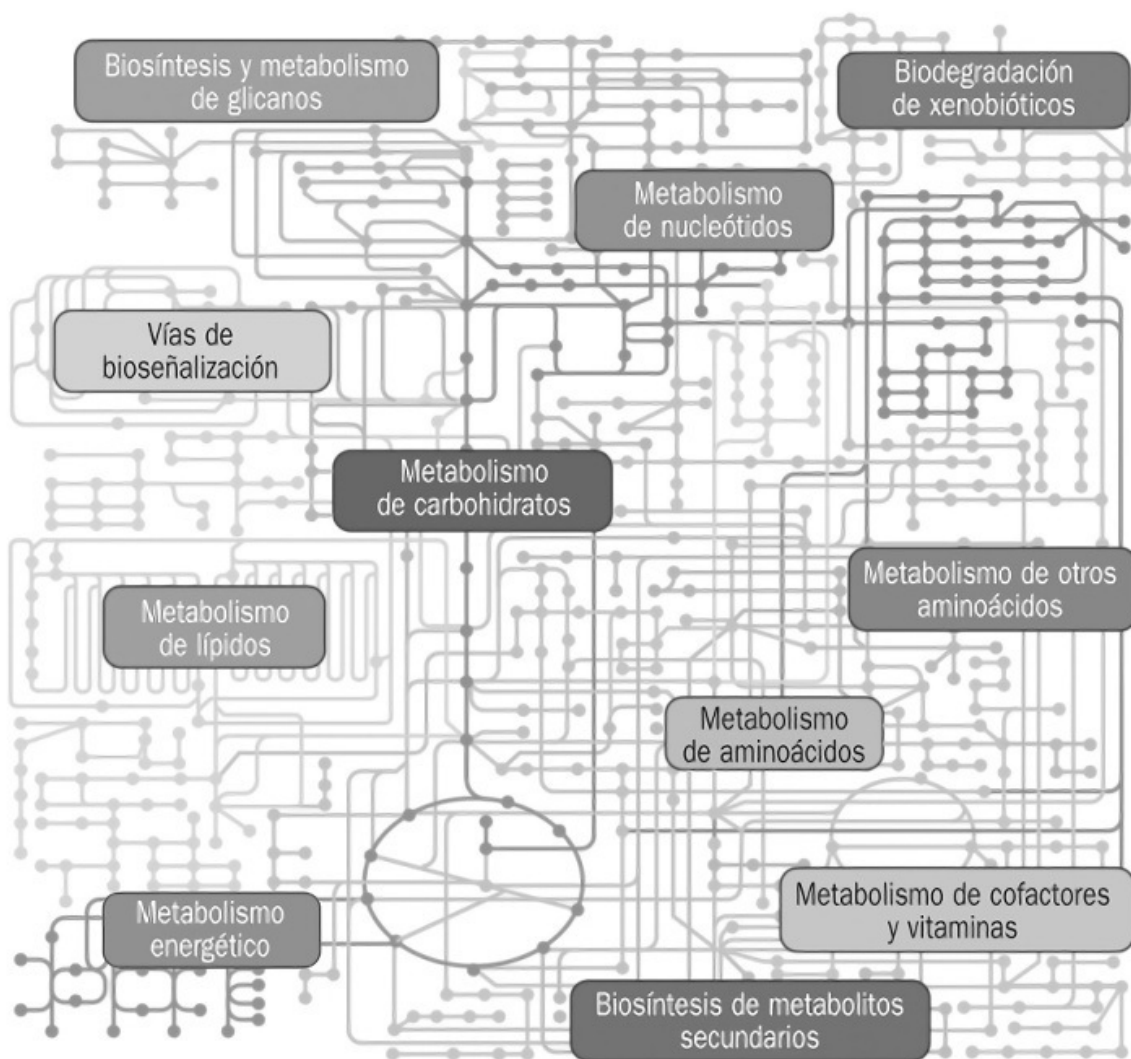 Biosíntesis y metabolismo
de glicanos
Biodegradación
de xenobióticos
Metabolismo
de nucleótidos
Vías de
bioseñalización
Metabolismo
de carbohidratos
Metabolismo de otros
aminoácidos
Metabolismo
de lípidos
Metabolismo
de aminoácidos
Metabolismo de cofactores
y vitaminas
Metabolismo
energético
Biosíntesis de metabolitos
secundarios